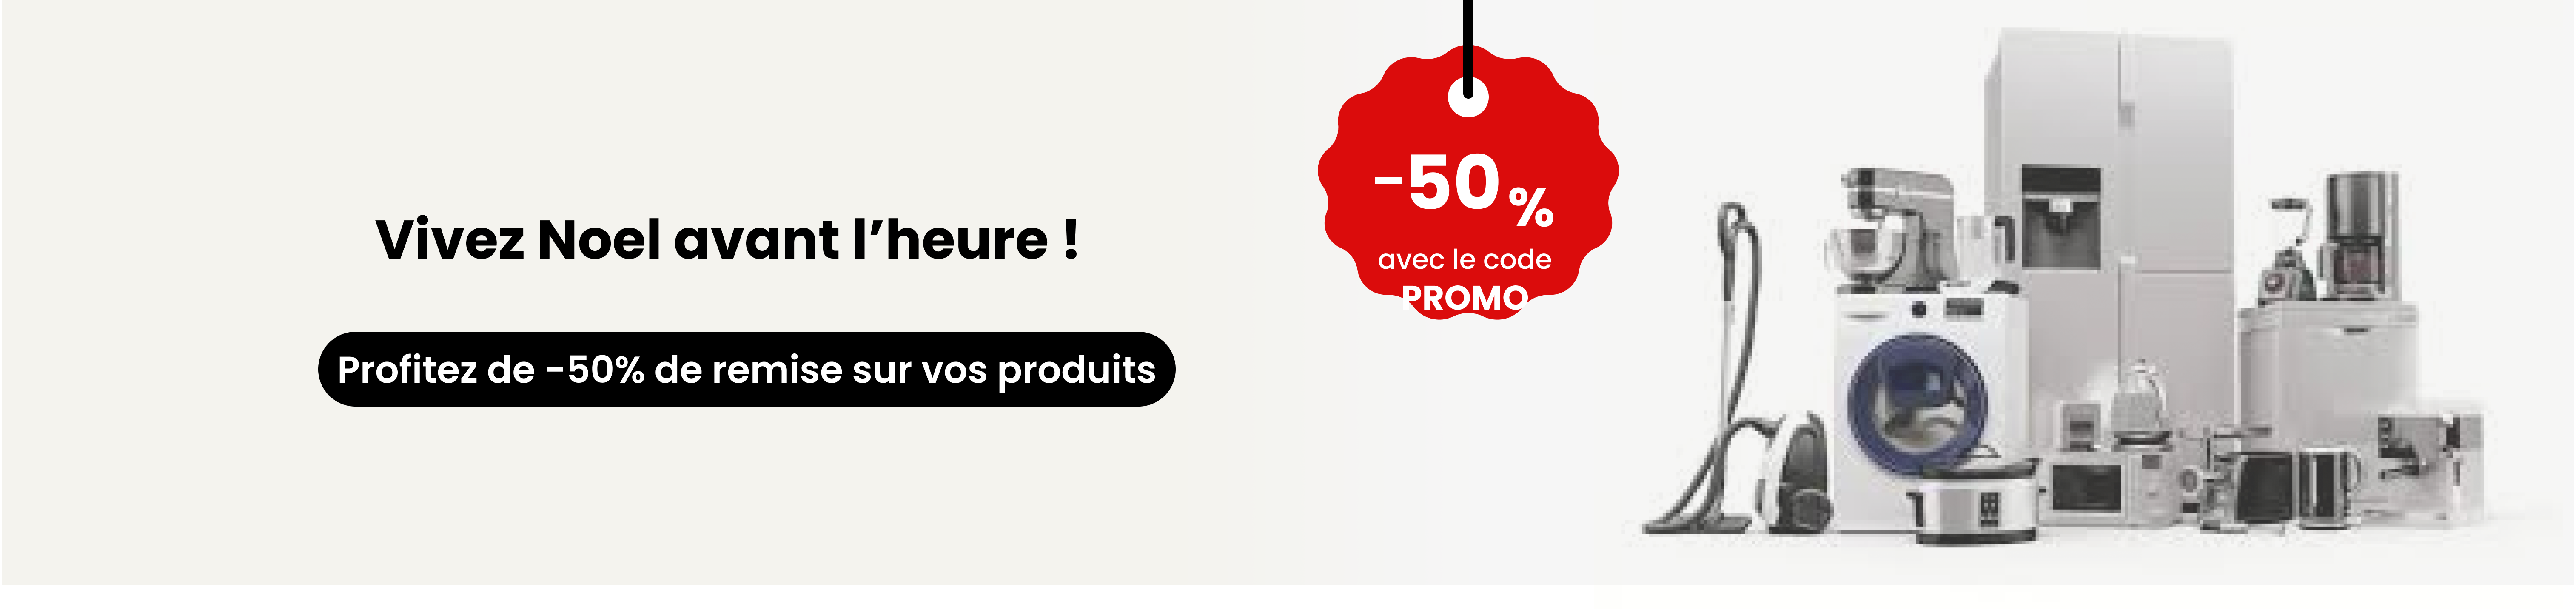 Vivez Noel avant l’heure !
Profitez de -50% de remise sur vos produits
-50%
avec le code
PROMO